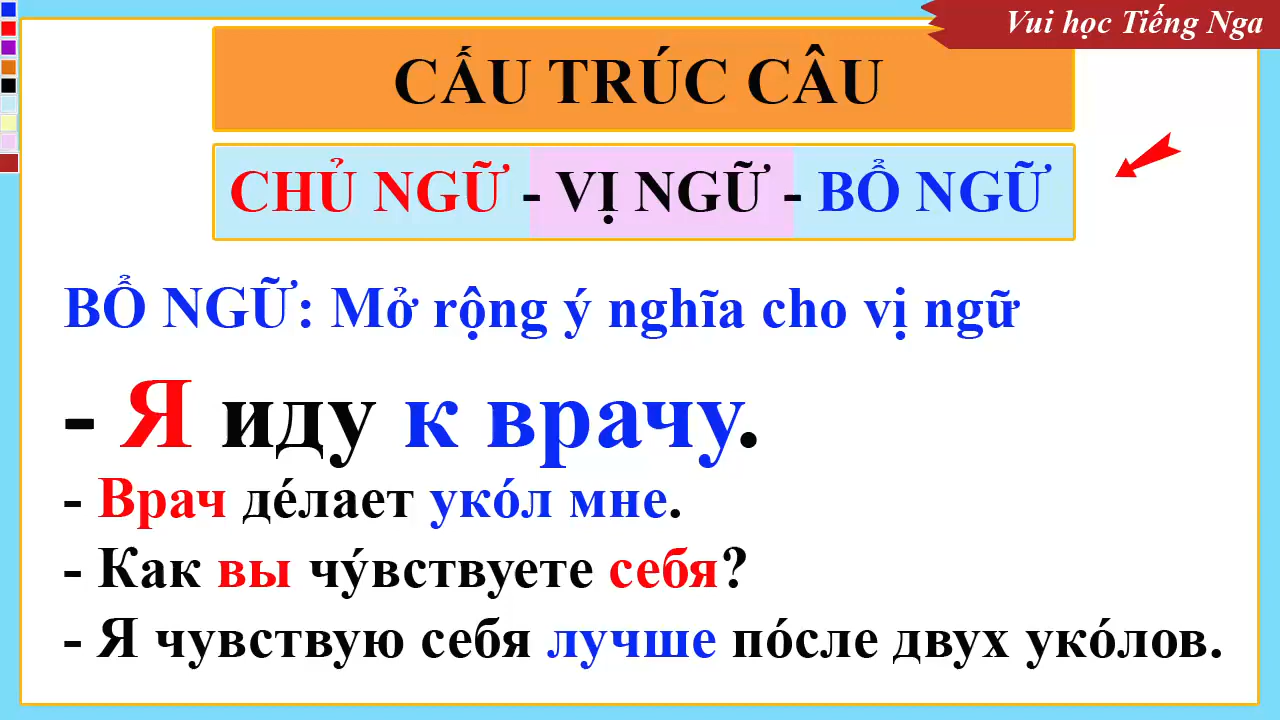 Vui học Tiếng Nga
CẤU TRÚC CÂU
CHỦ NGỮ - VỊ NGỮ - BỔ NGỮ
BỔ NGỮ: Mở rộng ý nghĩa cho vị ngữ
- Я иду к врачу.
- Врач де́лает уко́л мне.
- Как вы чу́вствуете себя?
- Я чувствую себя лучше по́сле двух уко́лов.